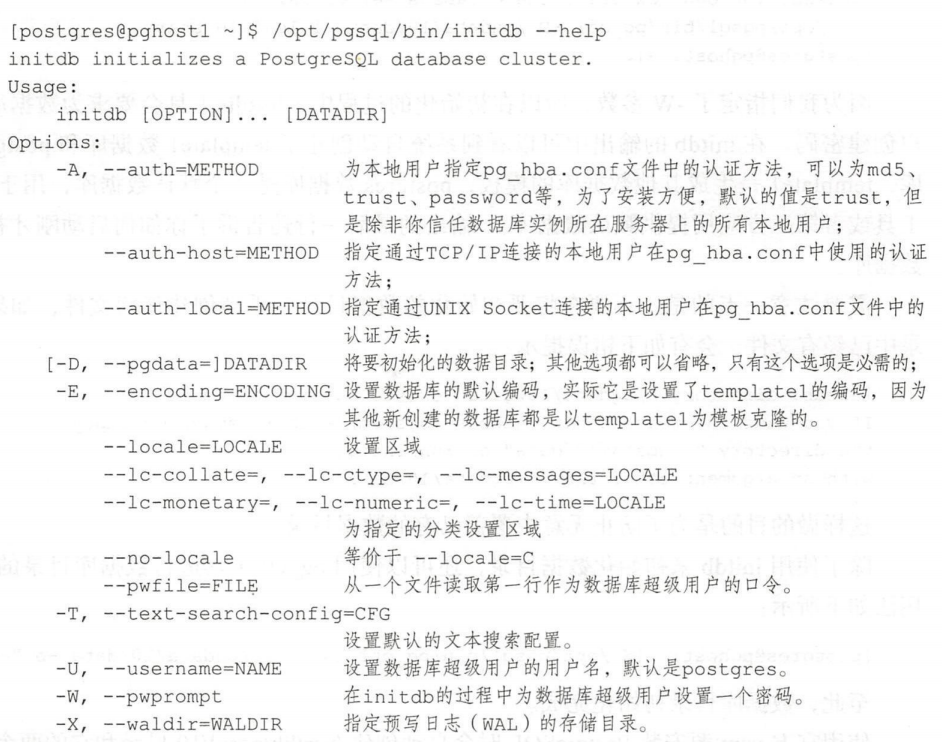 [postgres@pghost1 ~]$ /opt/pgsql/bin/initdb --help
initdb initializes a PostgreSQL database cluster.
Usage:
initdb [OPTION]... [DATADIR]
Options:
-A, --auth=METHOD 为本地用户指定pg_hba.conf文件中的认证方法，可以为md5、
trust、password等，为了安装方便，默认的值是trust，但
是除非你信任数据库实例所在服务器上的所有本地用户；
--auth-host=METHOD 指定通过TCP/IP连接的本地用户在pg_hba.conf中使用的认证
方法；
--auth-local=METHOD 指定通过UNIX Socket连接的本地用户在pg_hba.conf文件中的
认证方法；
[-D, --pgdata=]DATADIR 将要初始化的数据目录；其他选项都可以省略，只有这个选项是必需的；
-E, --encoding=ENCODING 设置数据库的默认编码，实际它是设置了template1的编码，因为
其他新创建的数据库都是以template1为模板克隆的。
--locale=LOCALE 设置区域
--lc-collate=, --lc-ctype=, --lc-messages=LOCALE
--lc-monetary=, --lc-numeric=, --lc-time=LOCALE
为指定的分类设置区域
--no-locale 等价于 --locale=C
--pwfile=FILE 从一个文件读取第一行作为数据库超级用户的口令。
-T, --text-search-config=CFG
设置默认的文本搜索配置。
-U, --username=NAME 设置数据库超级用户的用户名，默认是postgres。
-W, --pwprompt 在initdb的过程中为数据库超级用户设置一个密码。
-X, --waldir=WALDIR 指定预写日志（WAL）的存储目录。